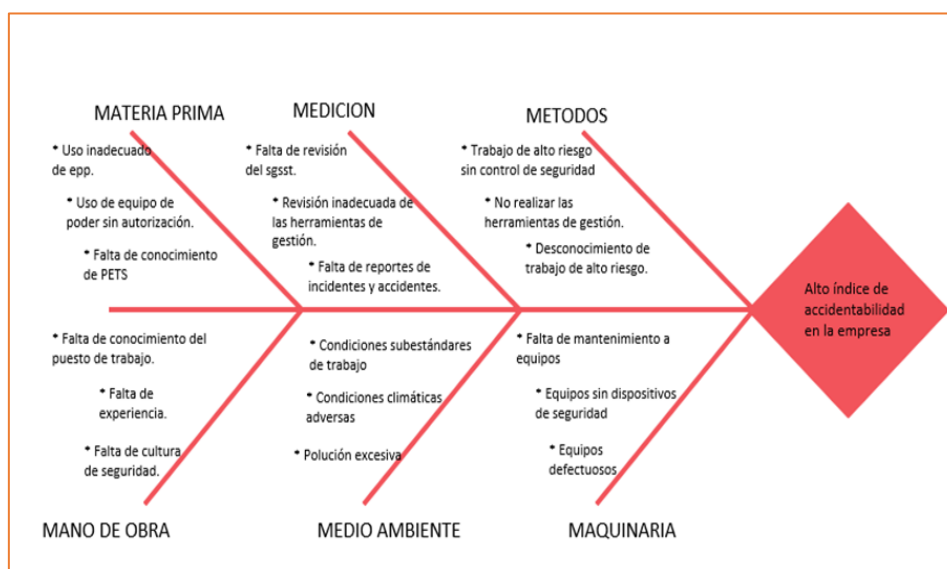 MATERIA PRIMA
* Uso inadecuado
de epp.
* Uso de equipo de
poder sin autorización.
* Falta de conocimiento
de PETS
MEDICION
* Falta de revisión
del sgsst.
* Revisión inadecuada de
las herramientas de
gestión.
* Falta de reportes de
incidentes y accidentes.
METODOS
* Trabajo de alto riesgo
sin control de seguridad
* No realizar las
herramientas de gestión.
* Desconocimiento de
trabajo de alto riesgo.
Alto índice de
accidentabilidad
en la empresa
* Falta de conocimiento del
puesto de trabajo.
* Falta de
experiencia.
* Falta de cultura
de seguridad.
MANO DE OBRA
* Condiciones subestándares
de trabajo
* Condiciones climáticas
adversas
* Polución excesiva
MEDIO AMBIENTE
* Falta de mantenimiento a
equipos
* Equipos sin dispositivos
de seguridad
* Equipos
defectuosos
MAQUINARIA